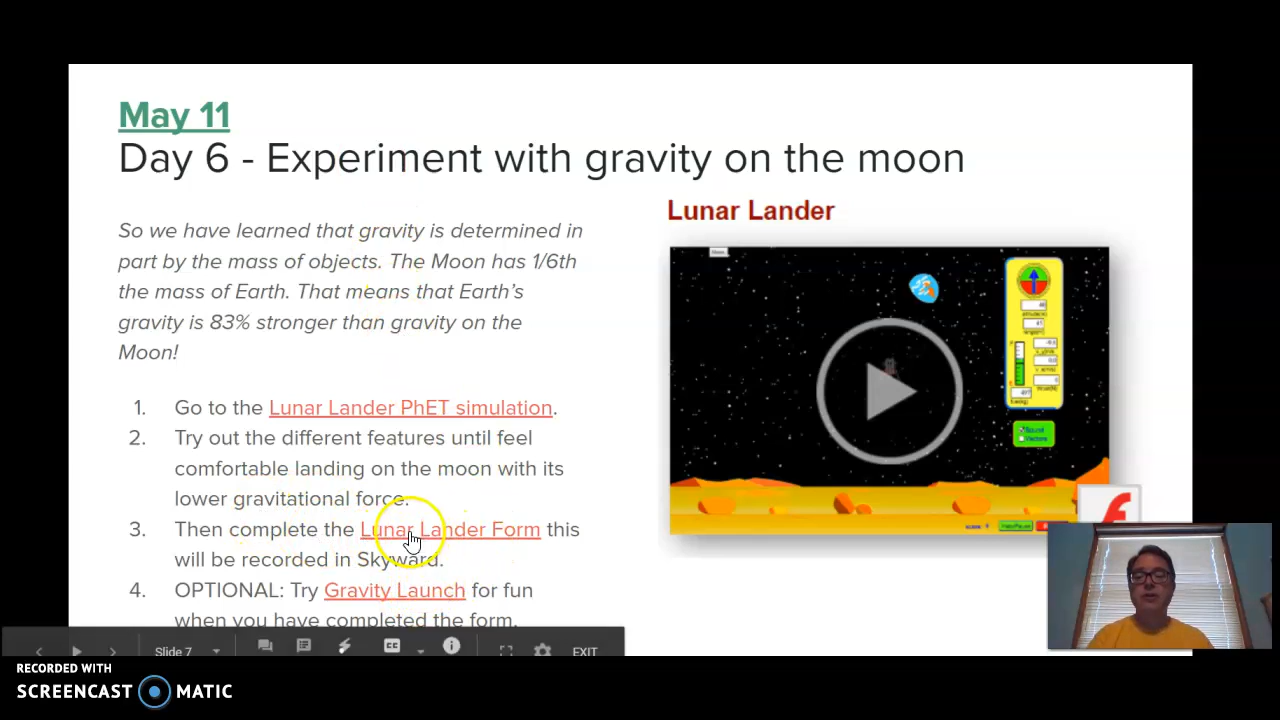 May 11
Day 6 - Experiment with gravity on the moon
So we have learned that gravity is determined in
part by the mass of objects. The Moon has 1/6th
the mass of Earth. That means that Earth's
gravity is 83% stronger than gravity on the
Moon!
1. Go to the Lunar Lander PhET simulation.
2. Try out the different features until feel
comfortable landing on the moon with its
lower gravitational force.
3. Then complete the Lunar Lander Form this
will be recorded in Skyward.
4. OPTIONAL: Try Gravity Launch for fun
when you have completed the form.
Lunar Lander
Sound
Vectors
Slide 7
CC
EXIT
RECORDED WITH
SCREENCAST MATIC